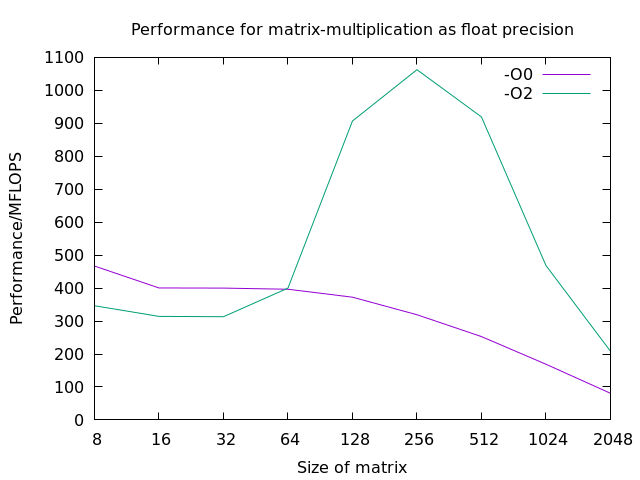 Performance for matrix-multiplication as float precision
1100
1000
900
800
700
600
500
400
300
200
100
0
Performance/MFLOPS
-O0
-O2
8 16 32 64 128 256 512 1024 2048
Size of matrix